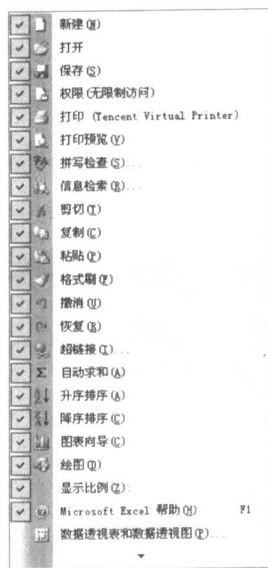 新建(N)
打开
保存(S)
权限(无限制访问)
打印 (Tencent Virtual Printer)
打印预览(V)
拼写检查(S)...
信息检索(R)...
剪切(T)
复制(C)
粘贴(P)
格式刷(F)
撤消(U)
恢复(R)
超链接(I)...
自动求和(A)
升序排序(A)
降序排序(C)
图表向导(C)
绘图(D)
显示比例(Z):
Microsoft Excel 帮助(H) F1
数据透视表和数据透视图(P)...